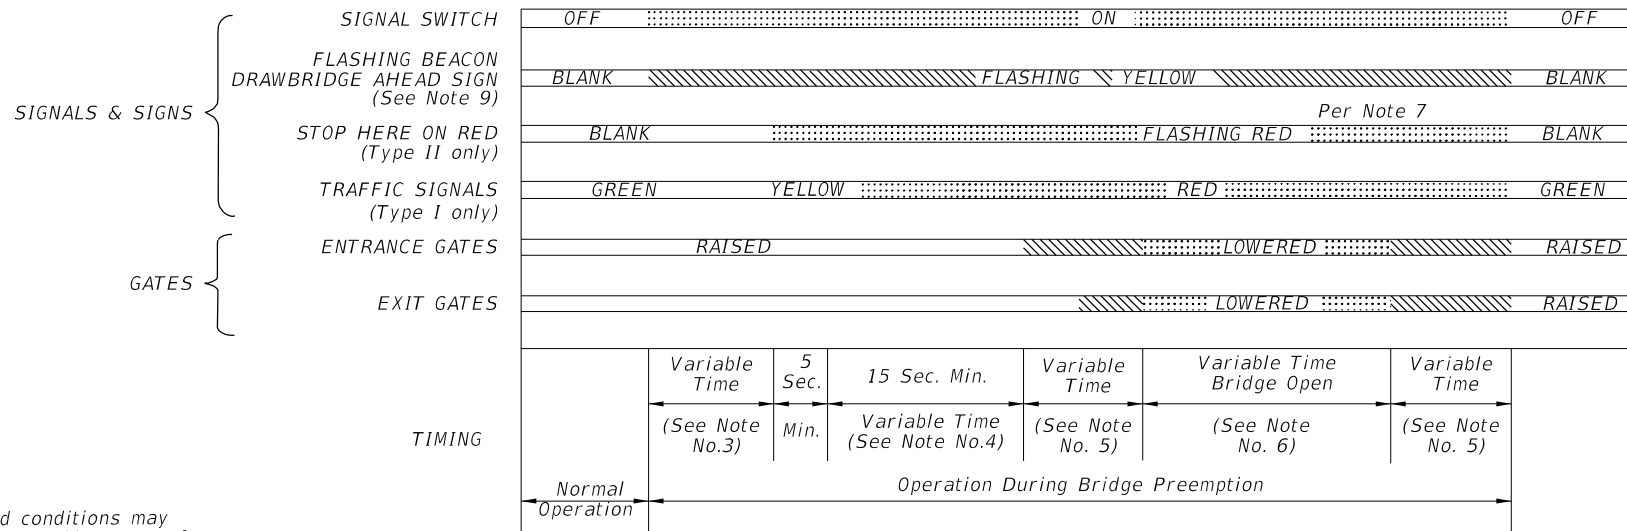 SIGNAL SWITCH OFF ON OFF
FLASHING BEACON
DRAWBRIDGE AHEAD SIGN BLANK FLASHING YELLOW BLANK
(See Note 9)
SIGNALS & SIGNS
Per Note 7
STOP HERE ON RED BLANK FLASHING RED BLANK
(Type II only)
TRAFFIC SIGNALS GREEN YELLOW RED GREEN
(Type I only)
ENTRANCE GATES RAISED LOWERED RAISED
GATES
EXIT GATES LOWERED RAISED
TIMING
Variable
Time
(See Note
No.3)
5
Sec.
Min.
15 Sec. Min.
Variable Time
(See Note No.4)
Variable
Time
(See Note
No. 5)
Variable Time
Bridge Open
(See Note
No. 6)
Variable
Time
(See Note
No. 5)
Normal
Operation
Operation During Bridge Preemption
d conditions may